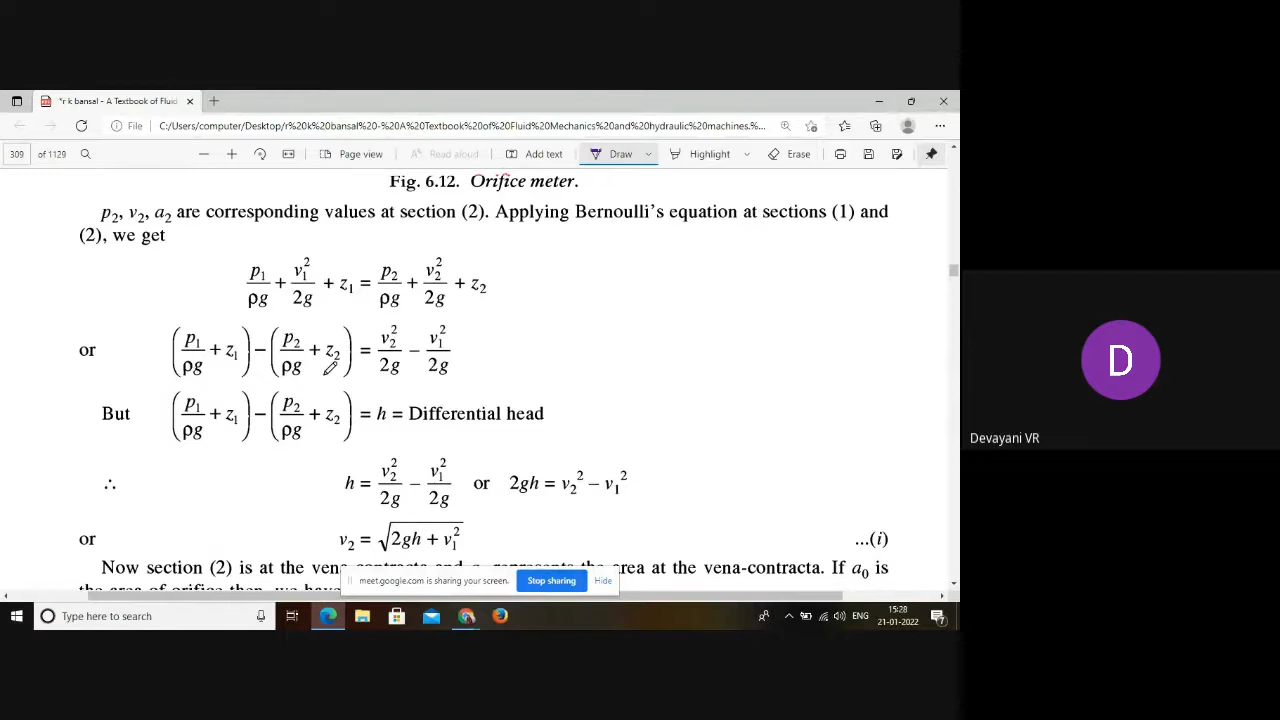 *r k bansal - A Textbook of Fluid
File C:/Users/computer/Desktop/r%20k%20bansal%20-%20A%20Textbook%20of%20Fluid%20Mechanics%20and%20hydraulic%20machines.%...
309 of 1129 Page view Read aloud Add text Draw Highlight Erase
Fig. 6.12. Orifice meter.
p₂, v₂, a₂ are corresponding values at section (2). Applying Bernoulli's equation at sections (1) and
(2), we get
p₁/ρg + v₁²/2g + z₁ = p₂/ρg + v₂²/2g + z₂
or (p₁/ρg + z₁) − (p₂/ρg + z₂) = v₂²/2g − v₁²/2g
But (p₁/ρg + z₁) − (p₂/ρg + z₂) = h = Differential head
∴ h = v₂²/2g − v₁²/2g or 2gh = v₂² − v₁²
or v₂ = √(2gh + v₁²) ...(i)
Now section (2) is at the vena represents the area at the vena-contracta. If a₀ is
meet.google.com is sharing your screen. Stop sharing Hide
Type here to search
ENG
15:28
21-01-2022
D
Devayani VR